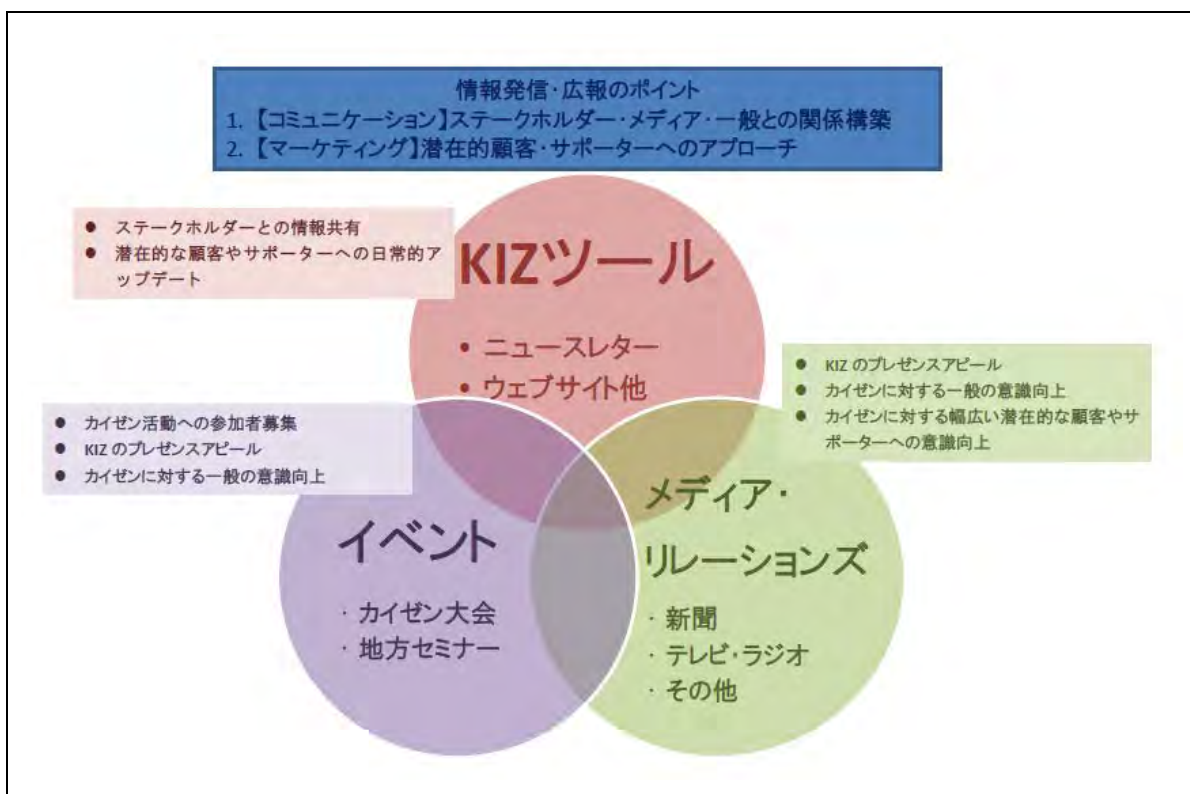 情報発信・広報のポイント
1. 【コミュニケーション】ステークホルダー・メディア・一般との関係構築
2. 【マーケティング】潜在的顧客・サポーターへのアプローチ
● ステークホルダーとの情報共有
● 潜在的な顧客やサポーターへの日常的ア
ップデート
KIZツール
• ニュースレター
• ウェブサイト他
● KIZ のプレゼンスアピール
● カイゼンに対する一般の意識向上
● カイゼンに対する幅広い潜在的な顧客やサ
ポーターへの意識向上
● カイゼン活動への参加者募集
● KIZ のプレゼンスアピール
● カイゼンに対する一般の意識向上
イベント
・カイゼン大会
・地方セミナー
メディア・
リレーションズ
・新聞
・テレビ・ラジオ
・その他